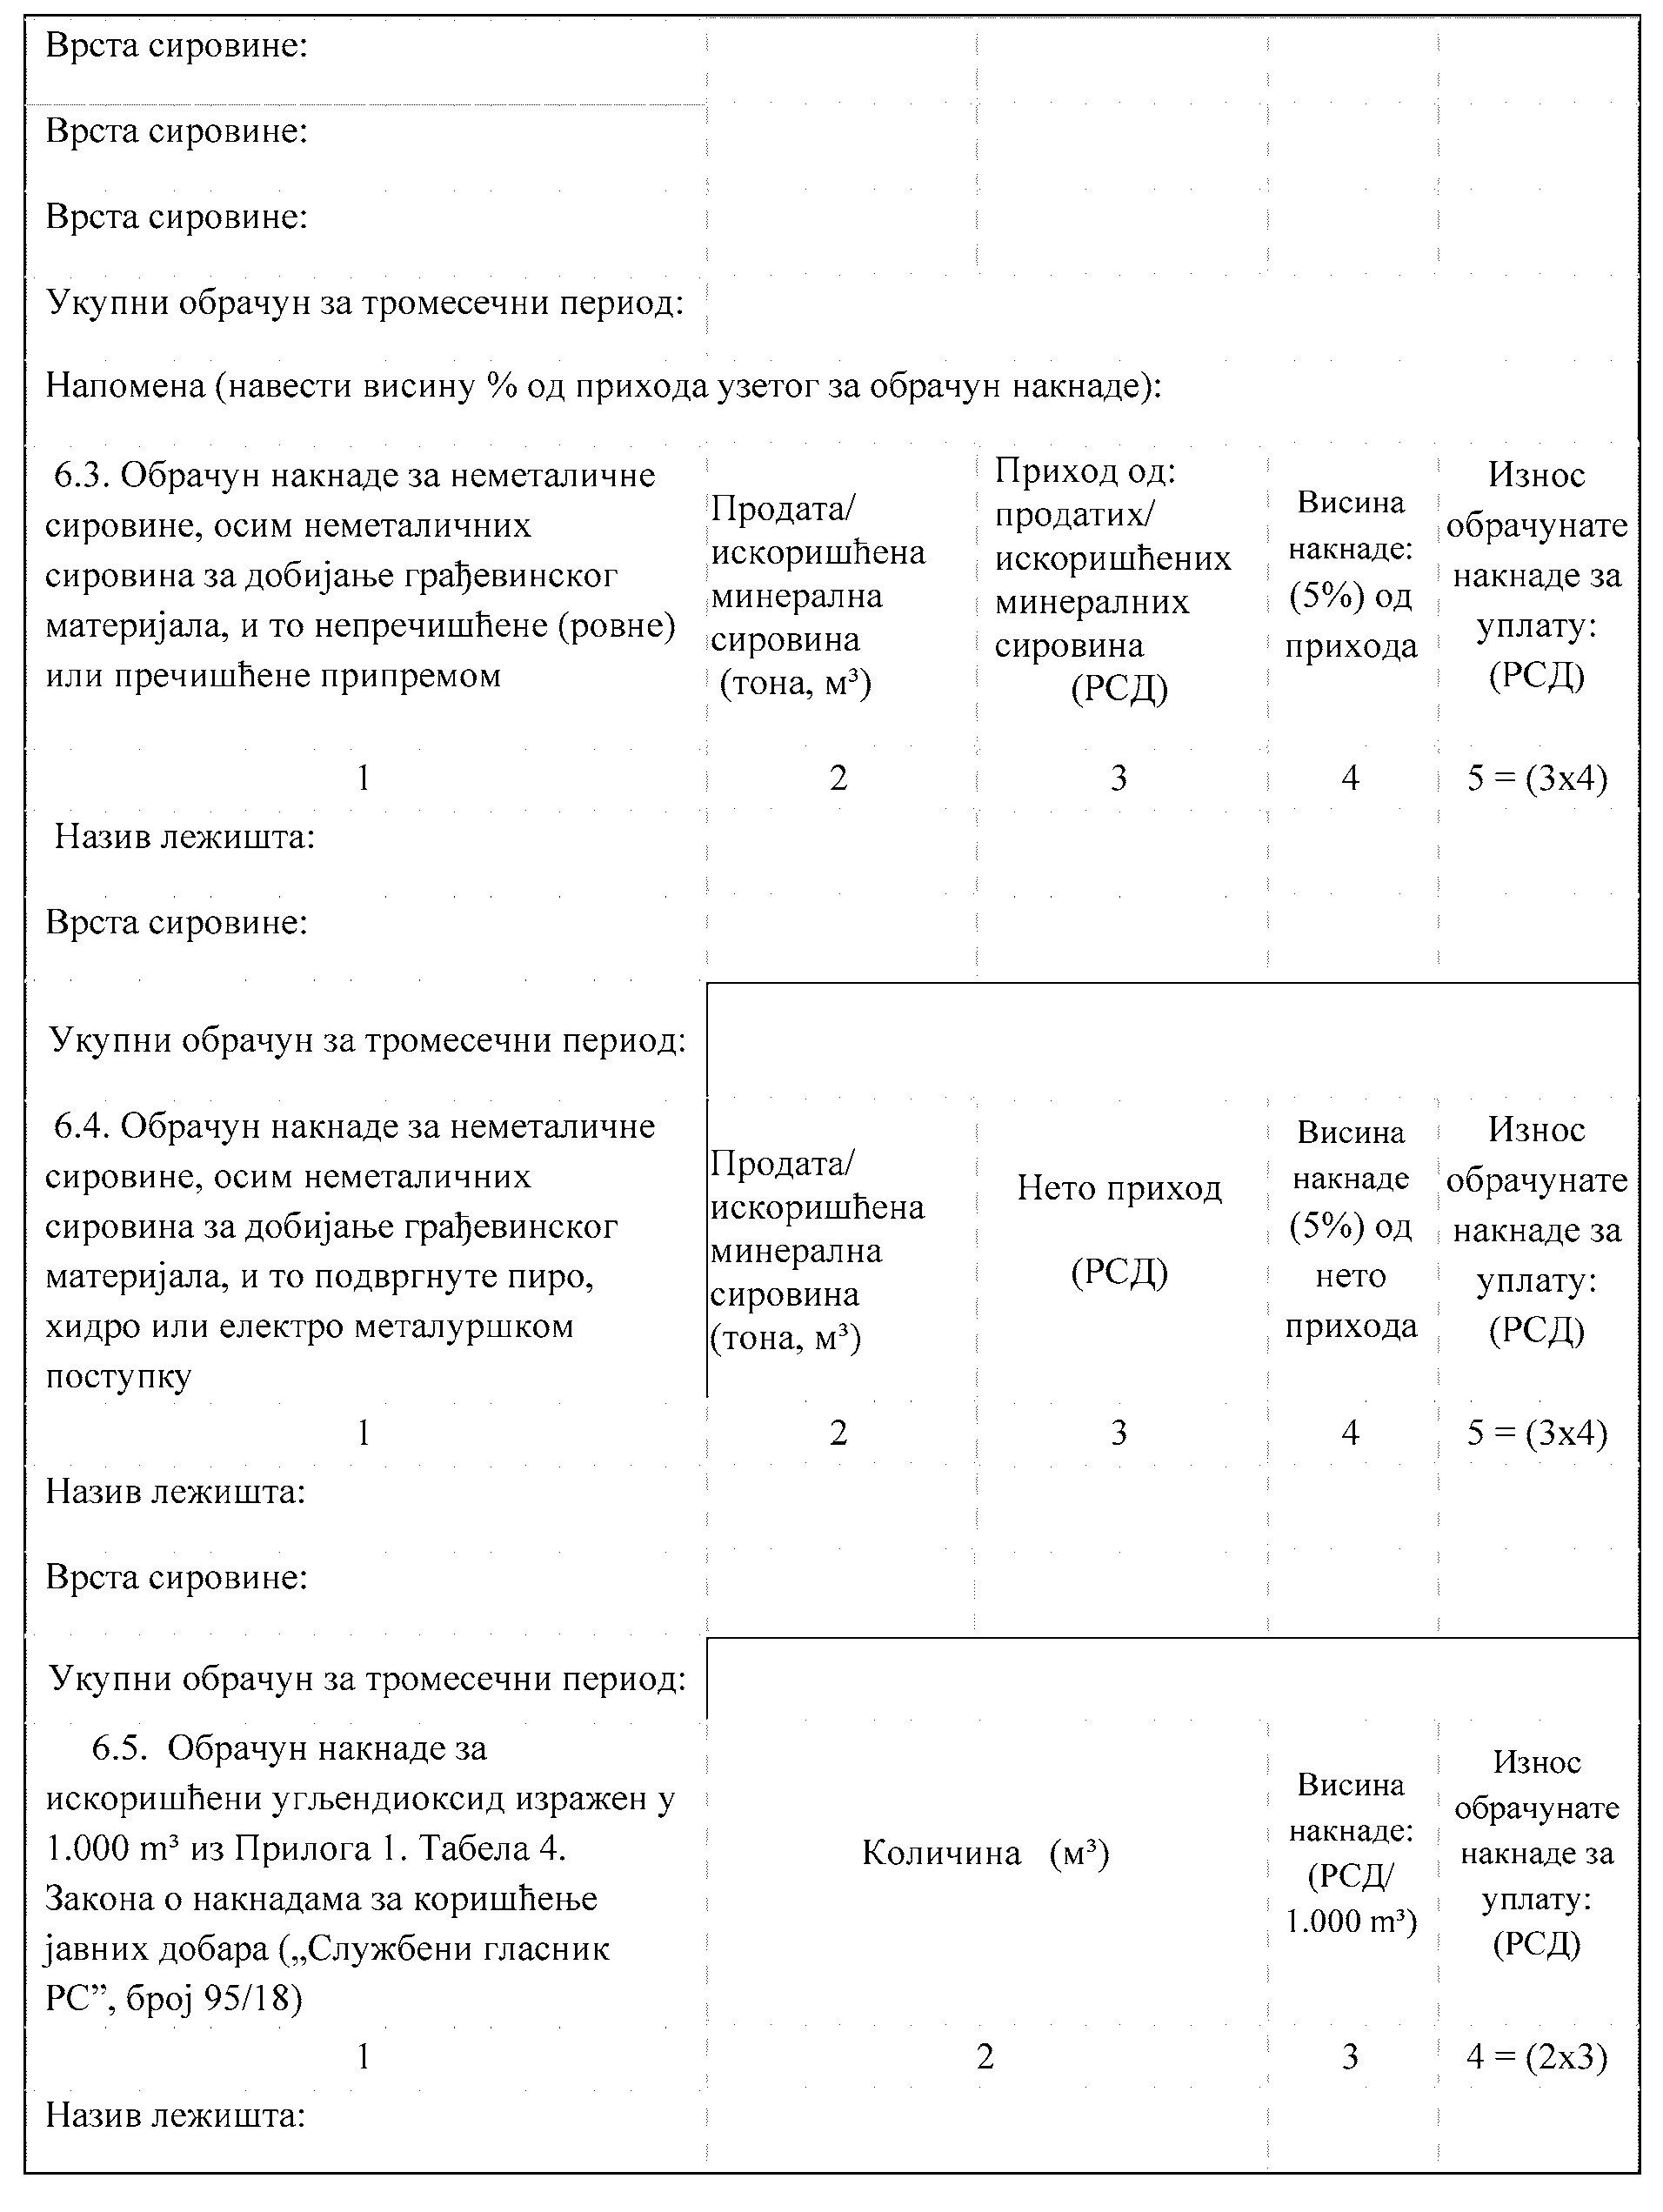 Врста сировине:
Врста сировине:
Врста сировине:
Укупни обрачун за тромесечни период:
Напомена (навести висину % од прихода узетог за обрачун накнаде):
6.3. Обрачун накнаде за неметаличне
сировине, осим неметаличних
сировина за добијање грађевинског
материјала, и то непречишћене (ровне)
или пречишћене припремом
Продата/
искоришћена
минерална
сировина
(тона, м³)
Приход од:
продатих/
искоришћених
минералних
сировина
(РСД)
Висина
накнаде:
(5%) од
прихода
Износ
обрачунате
накнаде за
уплату:
(РСД)
1 2 3 4 5 = (3х4)
Назив лежишта:
Врста сировине:
Укупни обрачун за тромесечни период:
6.4. Обрачун накнаде за неметаличне
сировине, осим неметаличних
сировина за добијање грађевинског
материјала, и то подвргнуте пиро,
хидро или електро металуршком
поступку
Продата/
искоришћена
минерална
сировина
(тона, м³)
Нето приход
(РСД)
Висина
накнаде
(5%) од
нето
прихода
Износ
обрачунате
накнаде за
уплату:
(РСД)
1 2 3 4 5 = (3х4)
Назив лежишта:
Врста сировине:
Укупни обрачун за тромесечни период:
6.5. Обрачун накнаде за
искоришћени угљендиоксид изражен у
1.000 m³ из Прилога 1. Табела 4.
Закона о накнадама за коришћење
јавних добара („Службени гласник
РС”, број 95/18)
Количина (м³)
Висина
накнаде:
(РСД/
1.000 m³)
Износ
обрачунате
накнаде за
уплату:
(РСД)
1 2 3 4 = (2х3)
Назив лежишта: